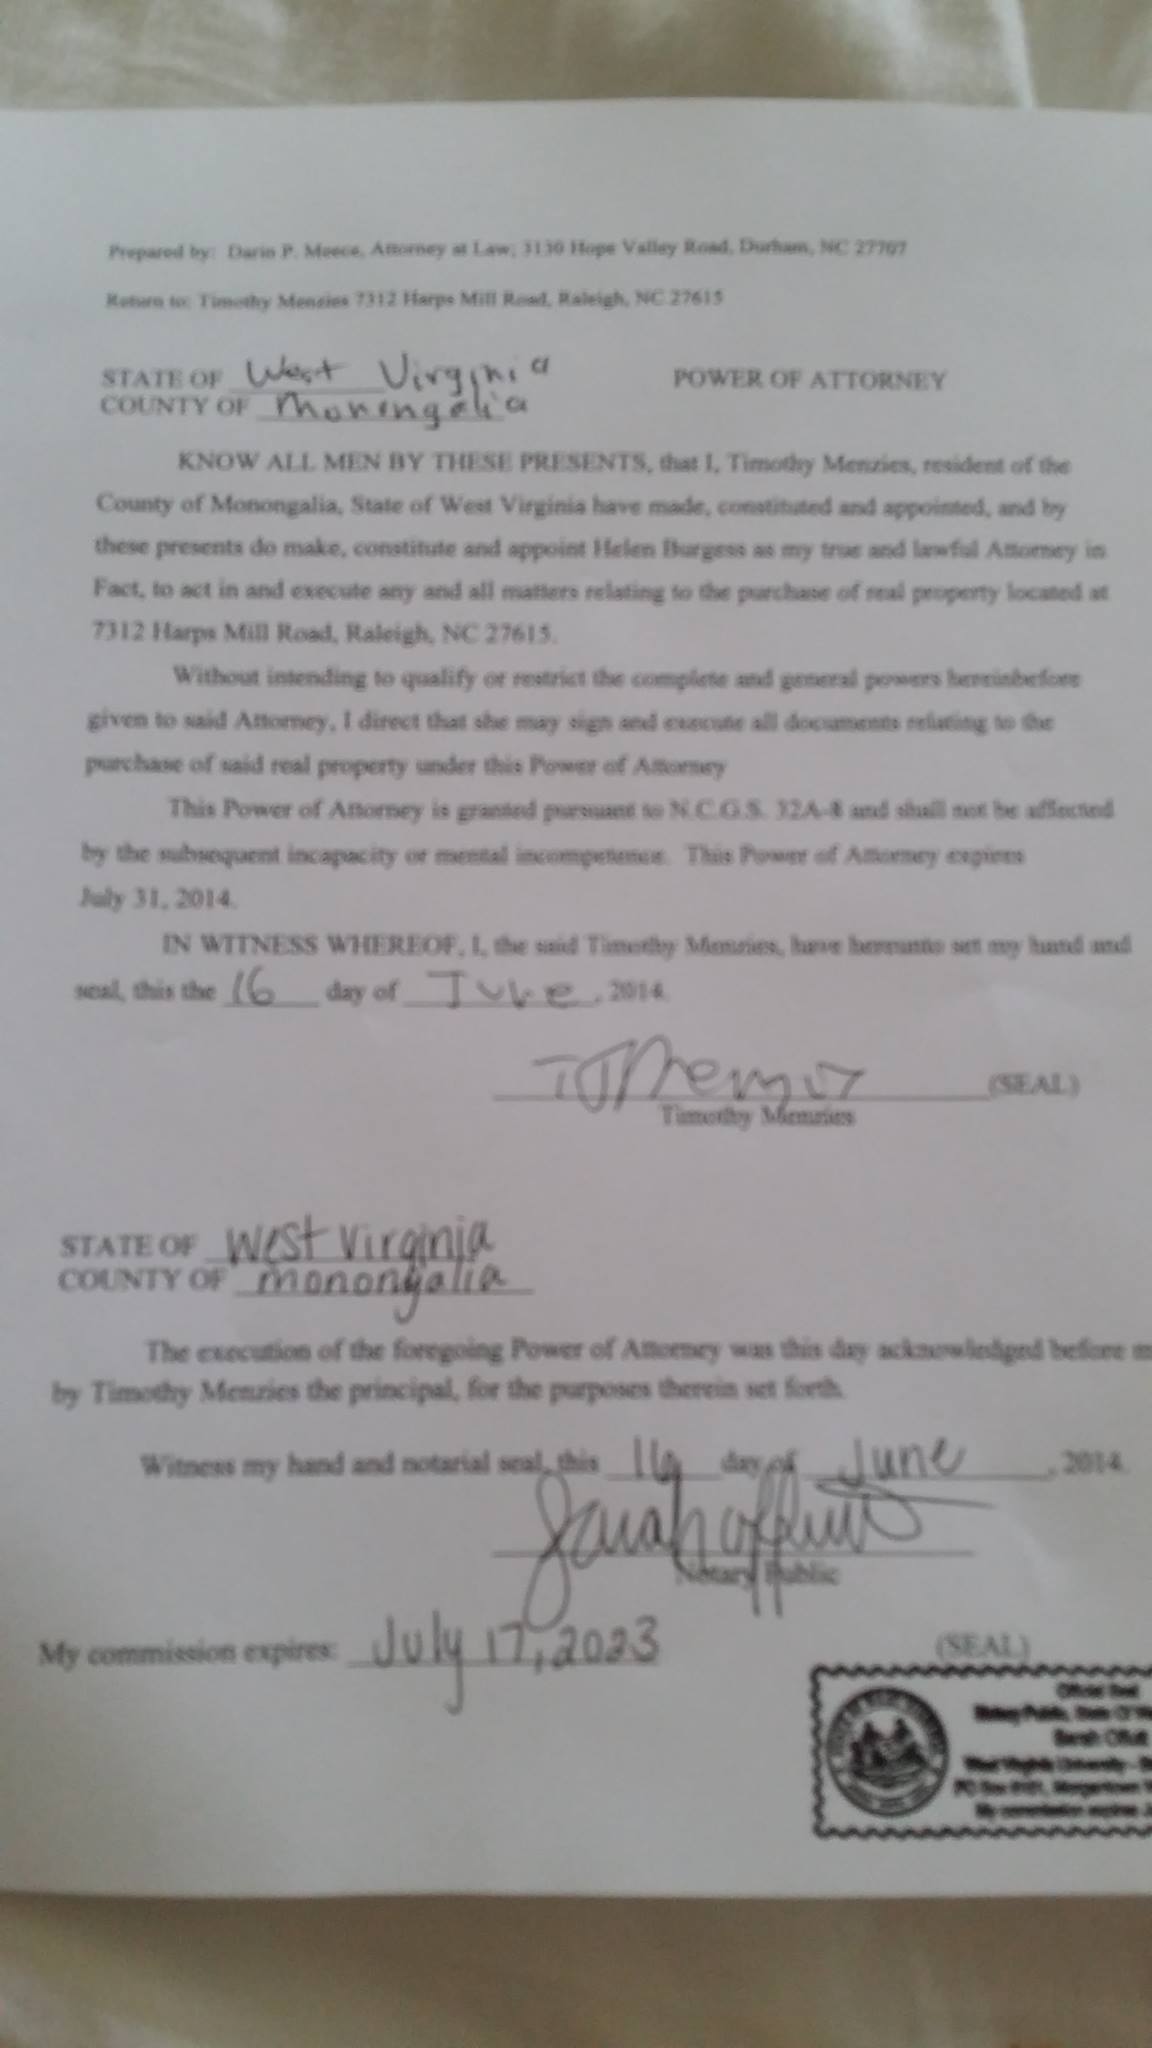 Prepared by: Darin P. Meece, Attorney at Law; 3130 Hope Valley Road, Durham, NC 27707
Return to: Timothy Menzies 7312 Harps Mill Road, Raleigh, NC 27615
STATE OF West Virginia POWER OF ATTORNEY
COUNTY OF Monongalia
KNOW ALL MEN BY THESE PRESENTS, that I, Timothy Menzies, resident of the
County of Monongalia, State of West Virginia have made, constituted and appointed, and by
these presents do make, constitute and appoint Helen Burgess as my true and lawful Attorney in
Fact, to act in and execute any and all matters relating to the purchase of real property located at
7312 Harps Mill Road, Raleigh, NC 27615.
Without intending to qualify or restrict the complete and general powers hereinbefore
given to said Attorney, I direct that she may sign and execute all documents relating to the
purchase of said real property under this Power of Attorney
This Power of Attorney is granted pursuant to N.C.G.S. 32A-8 and shall not be affected
by the subsequent incapacity or mental incompetence. This Power of Attorney expires
July 31, 2014.
IN WITNESS WHEREOF, I, the said Timothy Menzies, have hereunto set my hand and
seal, this the 16 day of June, 2014.
(SEAL)
Timothy Menzies
STATE OF West Virginia
COUNTY OF monongalia
The execution of the foregoing Power of Attorney was this day acknowledged before
by Timothy Menzies the principal, for the purposes therein set forth.
Witness my hand and notarial seal, this 16 day of June, 2014.
Sarah Offutt
Notary Public
My commission expires: July 17, 2023 (SEAL)
Official Seal
Notary Public, State Of
Sarah Offutt
West Virginia University -
PO Box Morgantown
My commission expires